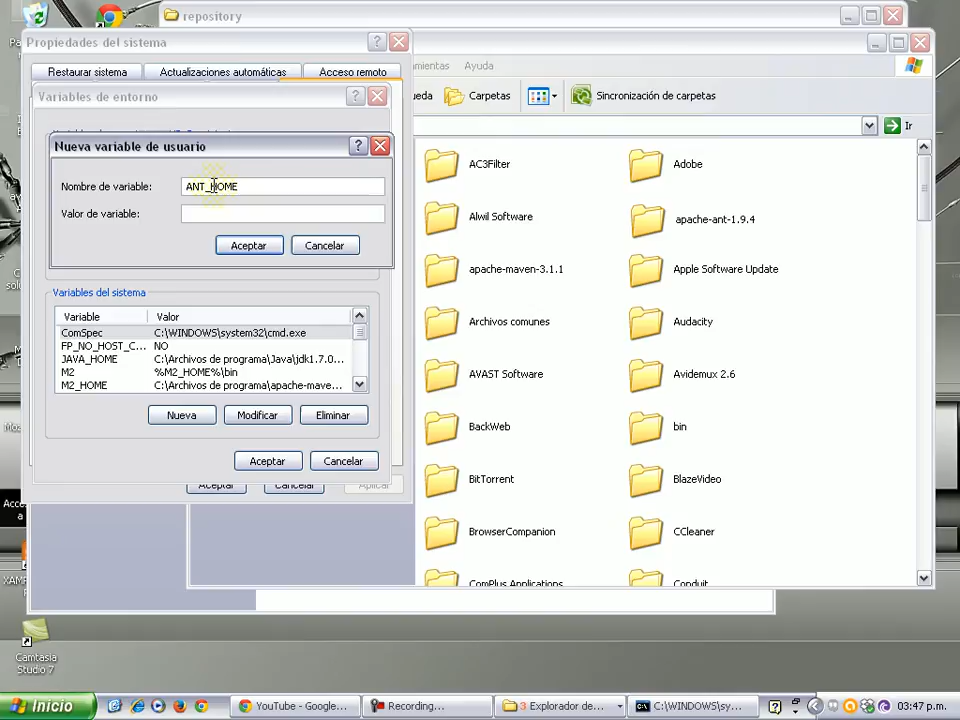 repository
Propiedades del sistema
Restaurar sistema
Actualizaciones automáticas
Acceso remoto
Variables de entorno
Nueva variable de usuario
Nombre de variable:
ANT_HOME
Valor de variable:
Aceptar
Cancelar
Variables del sistema
Variable
Valor
ComSpec
C:\WINDOWS\system32\cmd.exe
FP_NO_HOST_C...
NO
JAVA_HOME
C:\Archivos de programa\Java\jdk1.7.0...
M2
%M2_HOME%\bin
M2_HOME
C:\Archivos de programa\apache-mave...
Nueva
Modificar
Eliminar
Aceptar
Cancelar
Aceptar
Cancelar
Aplicar
Ayuda
Carpetas
Sincronización de carpetas
Ir
AC3Filter
Adobe
Alwil Software
apache-ant-1.9.4
apache-maven-3.1.1
Apple Software Update
Archivos comunes
Audacity
AVAST Software
Avidemux 2.6
BackWeb
bin
BitTorrent
BlazeVideo
BrowserCompanion
CCleaner
ComPlus Applications
Conduit
Camtasia
Studio 7
Inicio
YouTube - Google...
Recording...
3 Explorador de...
C:\WINDOWS\sy...
03:47 p.m.